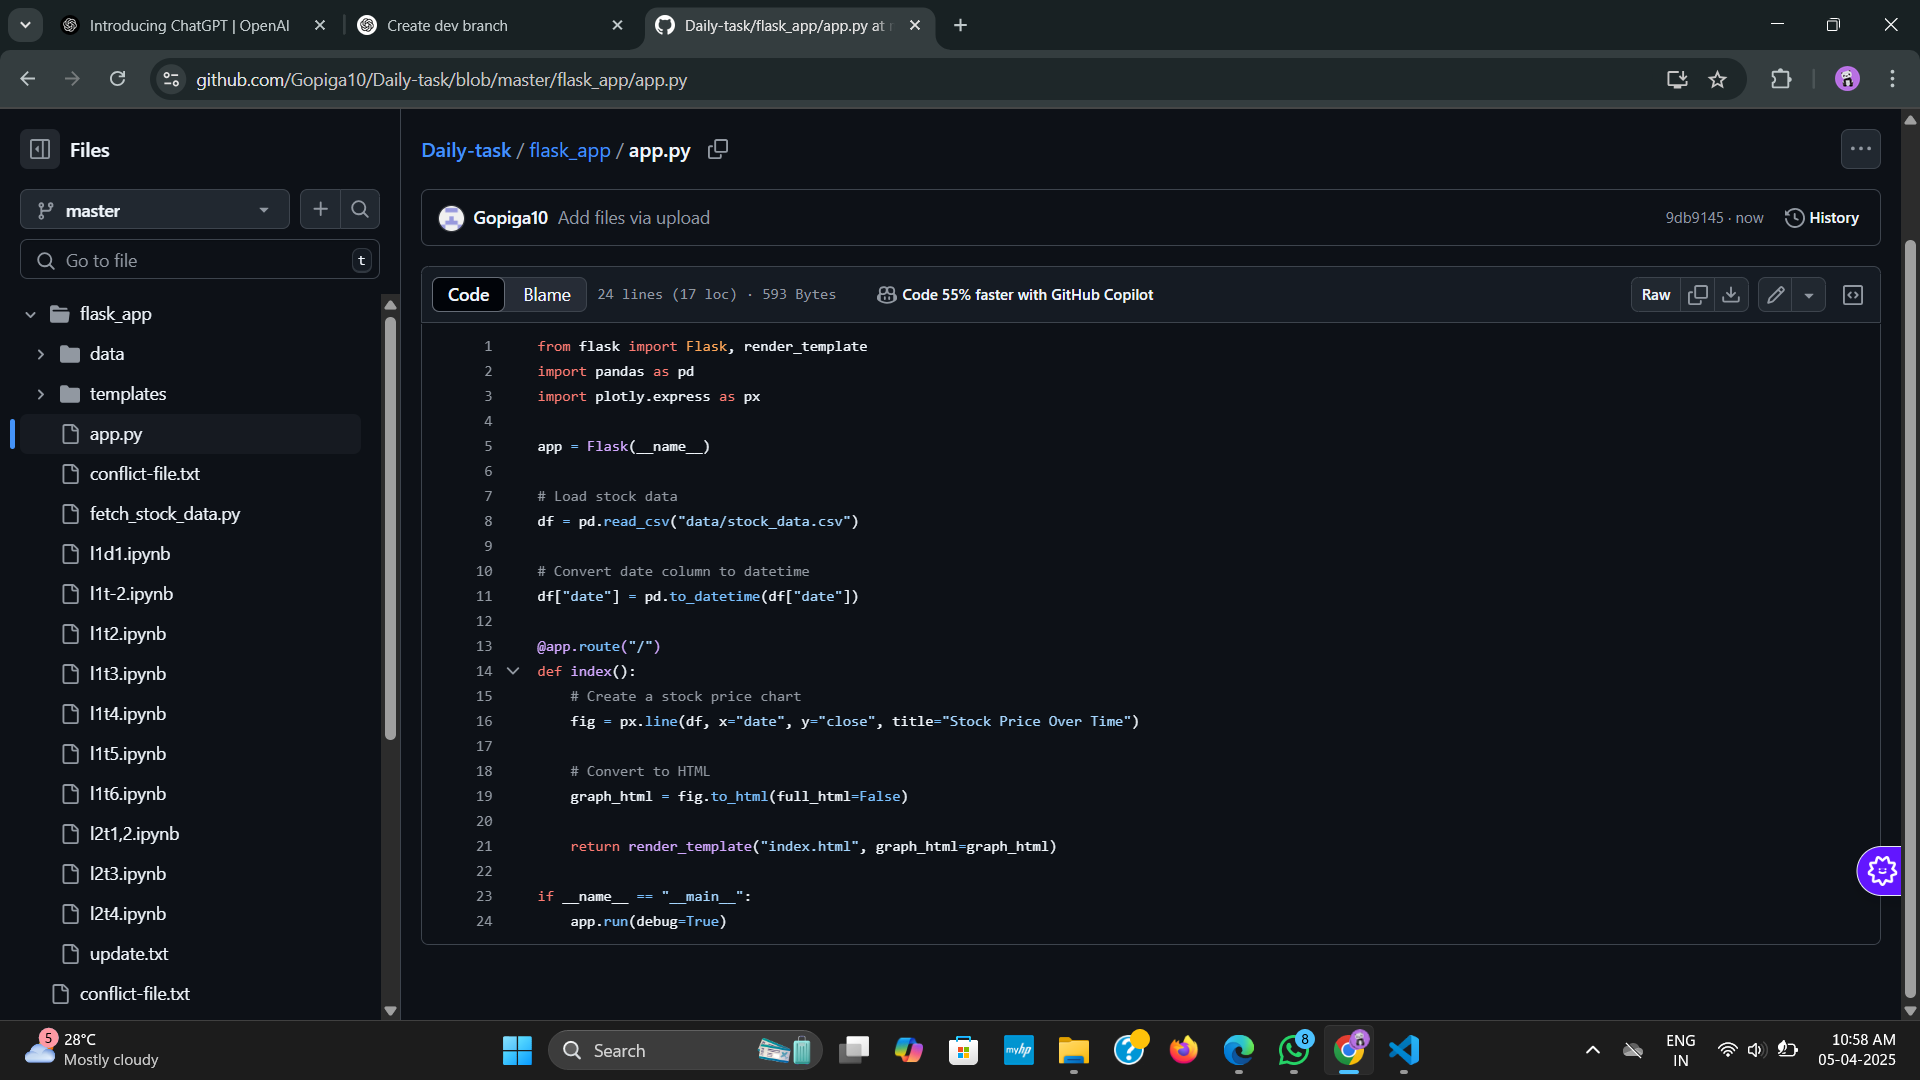 Introducing ChatGPT | OpenAI
Create dev branch
Daily-task/flask_app/app.py at
github.com/Gopiga10/Daily-task/blob/master/flask_app/app.py
Files
master
Go to file
t
flask_app
data
templates
app.py
conflict-file.txt
fetch_stock_data.py
l1d1.ipynb
l1t-2.ipynb
l1t2.ipynb
l1t3.ipynb
l1t4.ipynb
l1t5.ipynb
l1t6.ipynb
l2t1,2.ipynb
l2t3.ipynb
l2t4.ipynb
update.txt
conflict-file.txt
Daily-task / flask_app / app.py
Gopiga10 Add files via upload
9db9145 · now
History
Code
Blame
24 lines (17 loc) · 593 Bytes
Code 55% faster with GitHub Copilot
Raw
1 from flask import Flask, render_template
2 import pandas as pd
3 import plotly.express as px
4
5 app = Flask(__name__)
6
7 # Load stock data
8 df = pd.read_csv("data/stock_data.csv")
9
10 # Convert date column to datetime
11 df["date"] = pd.to_datetime(df["date"])
12
13 @app.route("/")
14 def index():
15     # Create a stock price chart
16     fig = px.line(df, x="date", y="close", title="Stock Price Over Time")
17
18     # Convert to HTML
19     graph_html = fig.to_html(full_html=False)
20
21     return render_template("index.html", graph_html=graph_html)
22
23 if __name__ == "__main__":
24     app.run(debug=True)
5
28°C
Mostly cloudy
Search
myhp
8
ENG
IN
10:58 AM
05-04-2025